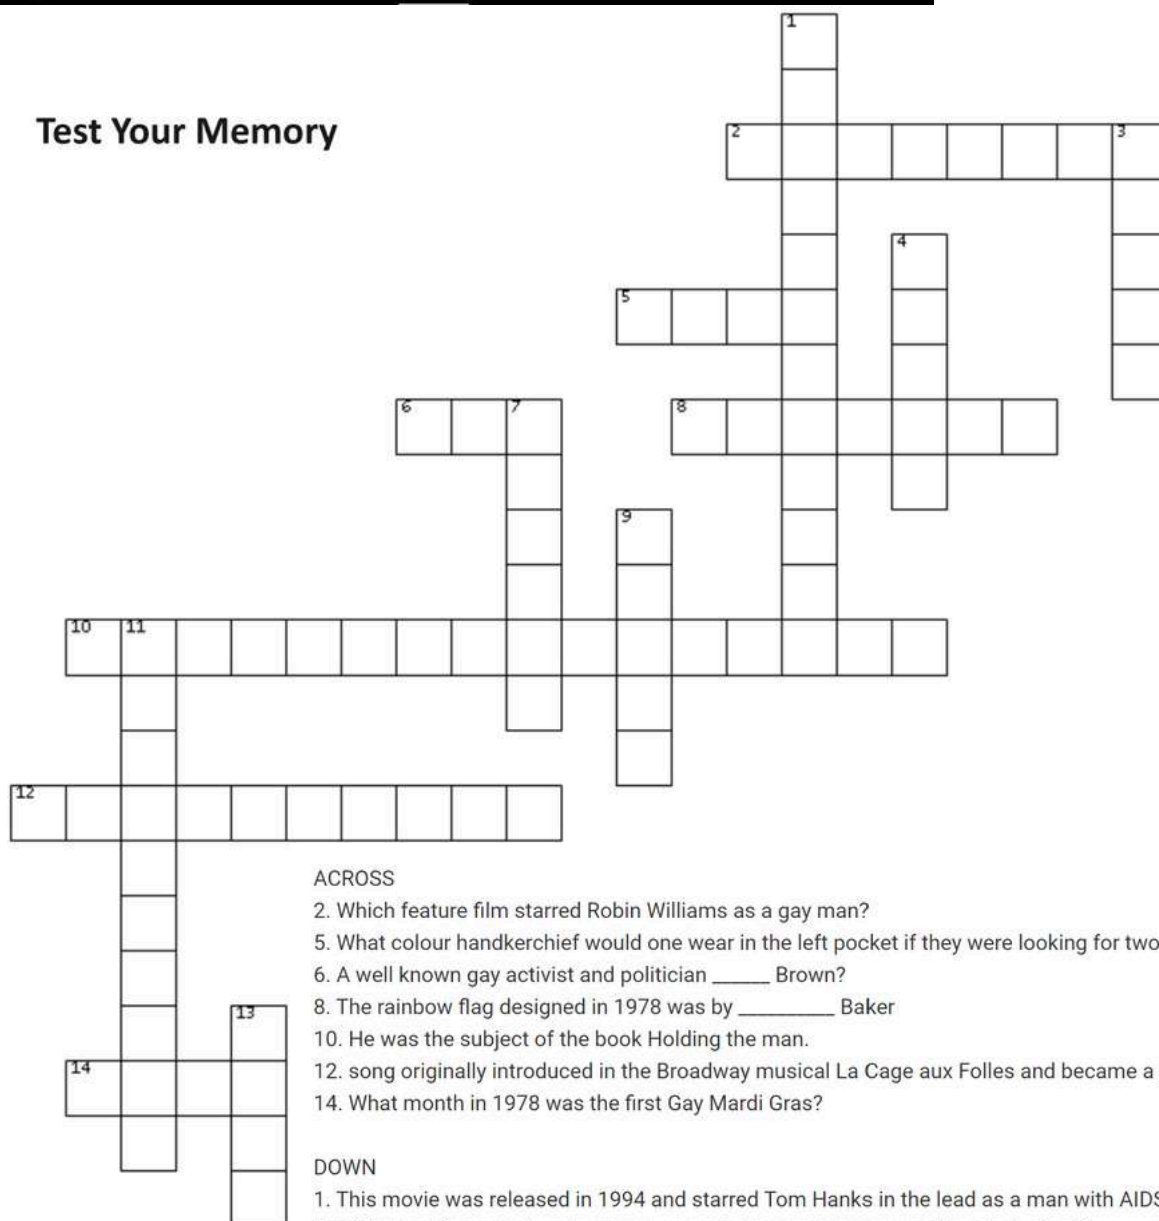 1
Test Your Memory
2 3
4
5
6 7 8
9
10 11
12
13
14
ACROSS
2. Which feature film starred Robin Williams as a gay man?
5. What colour handkerchief would one wear in the left pocket if they were looking for two
6. A well known gay activist and politician ______ Brown?
8. The rainbow flag designed in 1978 was by __________ Baker
10. He was the subject of the book Holding the man.
12. song originally introduced in the Broadway musical La Cage aux Folles and became a
14. What month in 1978 was the first Gay Mardi Gras?
DOWN
1. This movie was released in 1994 and starred Tom Hanks in the lead as a man with AIDS